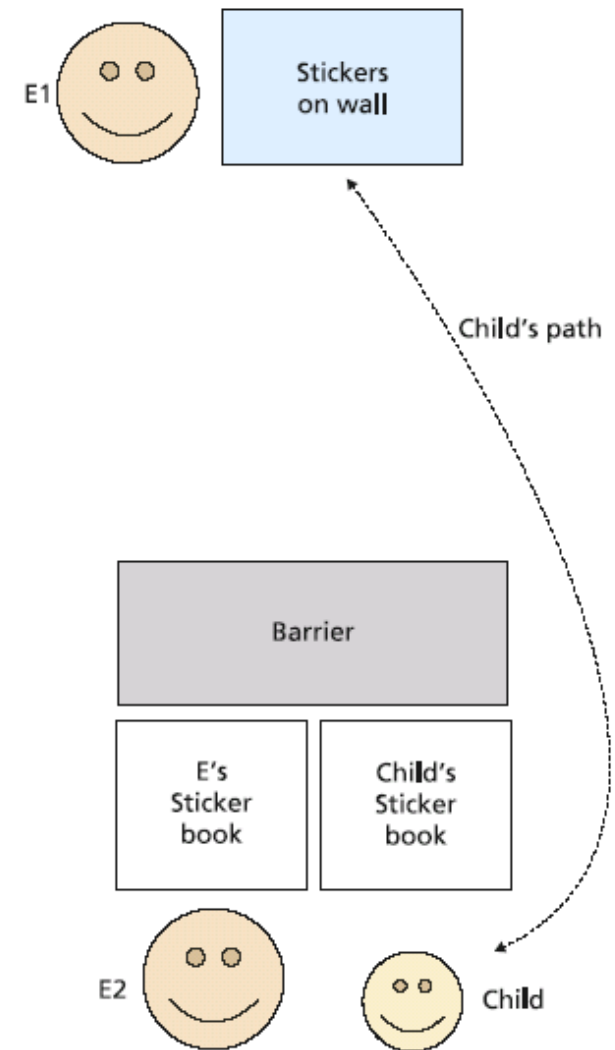 E1
Stickers
on wall
Child's path
Barrier
E's
Sticker
book
Child's
Sticker
book
E2
Child